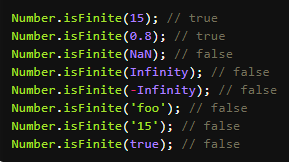 Number.isFinite(15); // true
Number.isFinite(0.8); // true
Number.isFinite(NaN); // false
Number.isFinite(Infinity); // false
Number.isFinite(-Infinity); // false
Number.isFinite('foo'); // false
Number.isFinite('15'); // false
Number.isFinite(true); // false